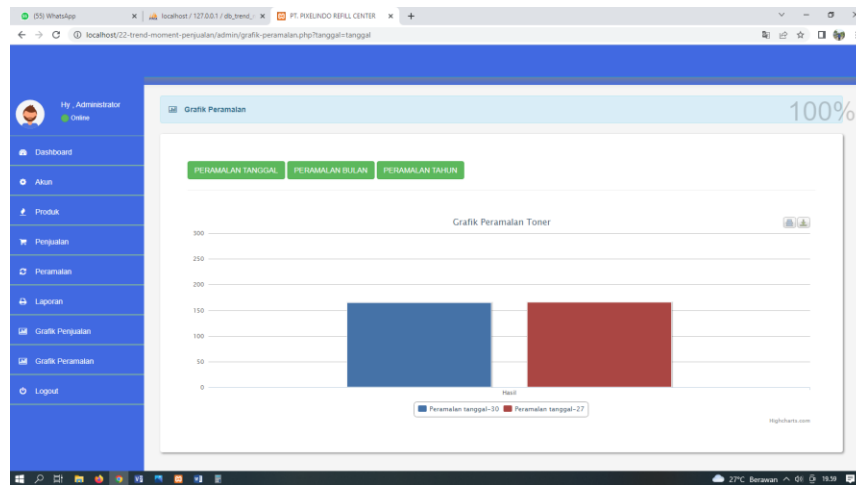 (55) WhatsApp
localhost / 127.0.0.1 / db_trend_
PT. PIXELINDO REFILL CENTER
localhost/22-trend-moment-penjualan/admin/grafik-peramalan.php?tanggal=tanggal
Hy , Administrator
Online
Dashboard
Akun
Produk
Penjualan
Peramalan
Laporan
Grafik Penjualan
Grafik Peramalan
Logout
Grafik Peramalan
100%
PERAMALAN TANGGAL
PERAMALAN BULAN
PERAMALAN TAHUN
Grafik Peramalan Toner
300
250
200
150
100
50
0
Hasil
Peramalan tanggal-30
Peramalan tanggal-27
Highcharts.com
27°C Berawan
19.59